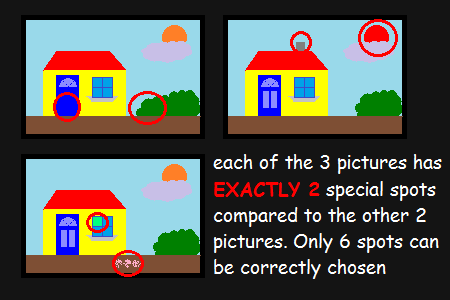 each of the 3 pictures has
EXACTLY 2 special spots
compared to the other 2
pictures. Only 6 spots can
be correctly chosen